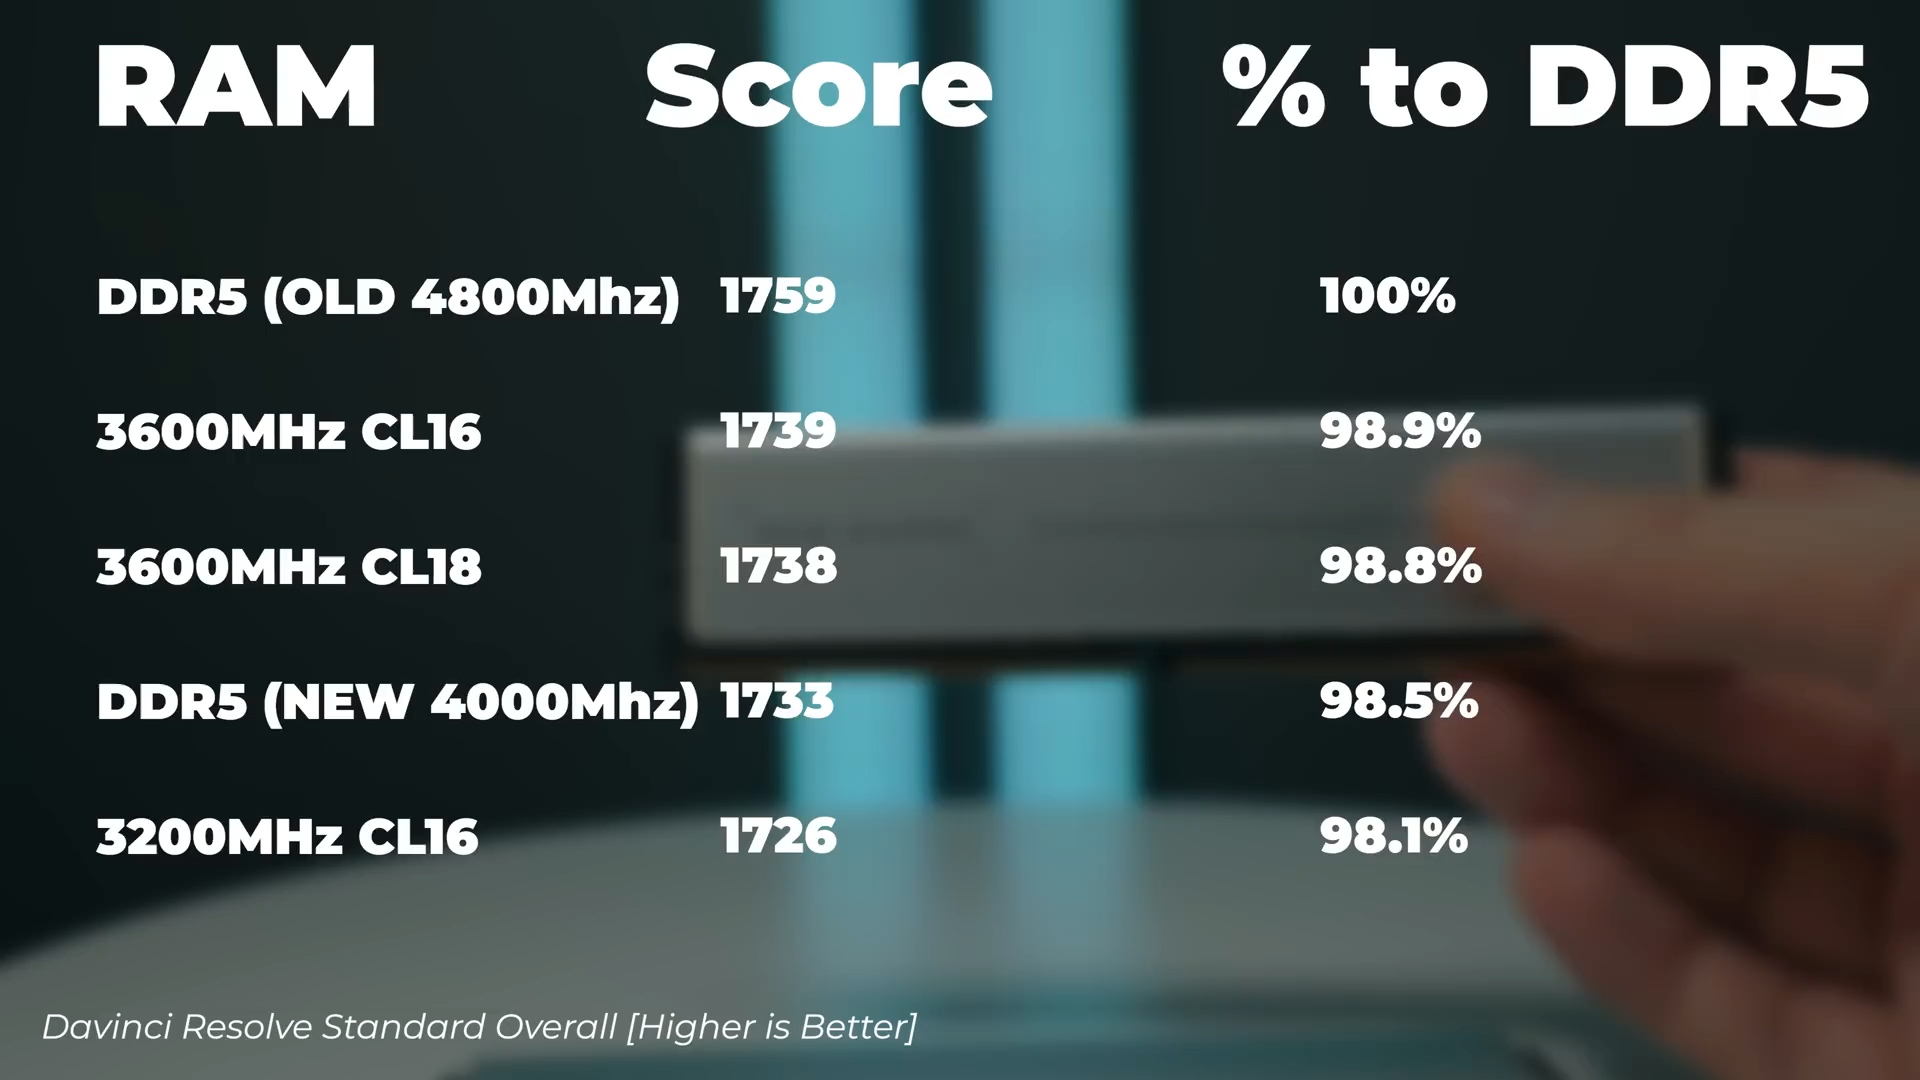 RAM Score % to DDR5
DDR5 (OLD 4800Mhz) 1759 100%
3600MHz CL16 1739 98.9%
3600MHz CL18 1738 98.8%
DDR5 (NEW 4000Mhz) 1733 98.5%
3200MHz CL16 1726 98.1%
Davinci Resolve Standard Overall [Higher is Better]